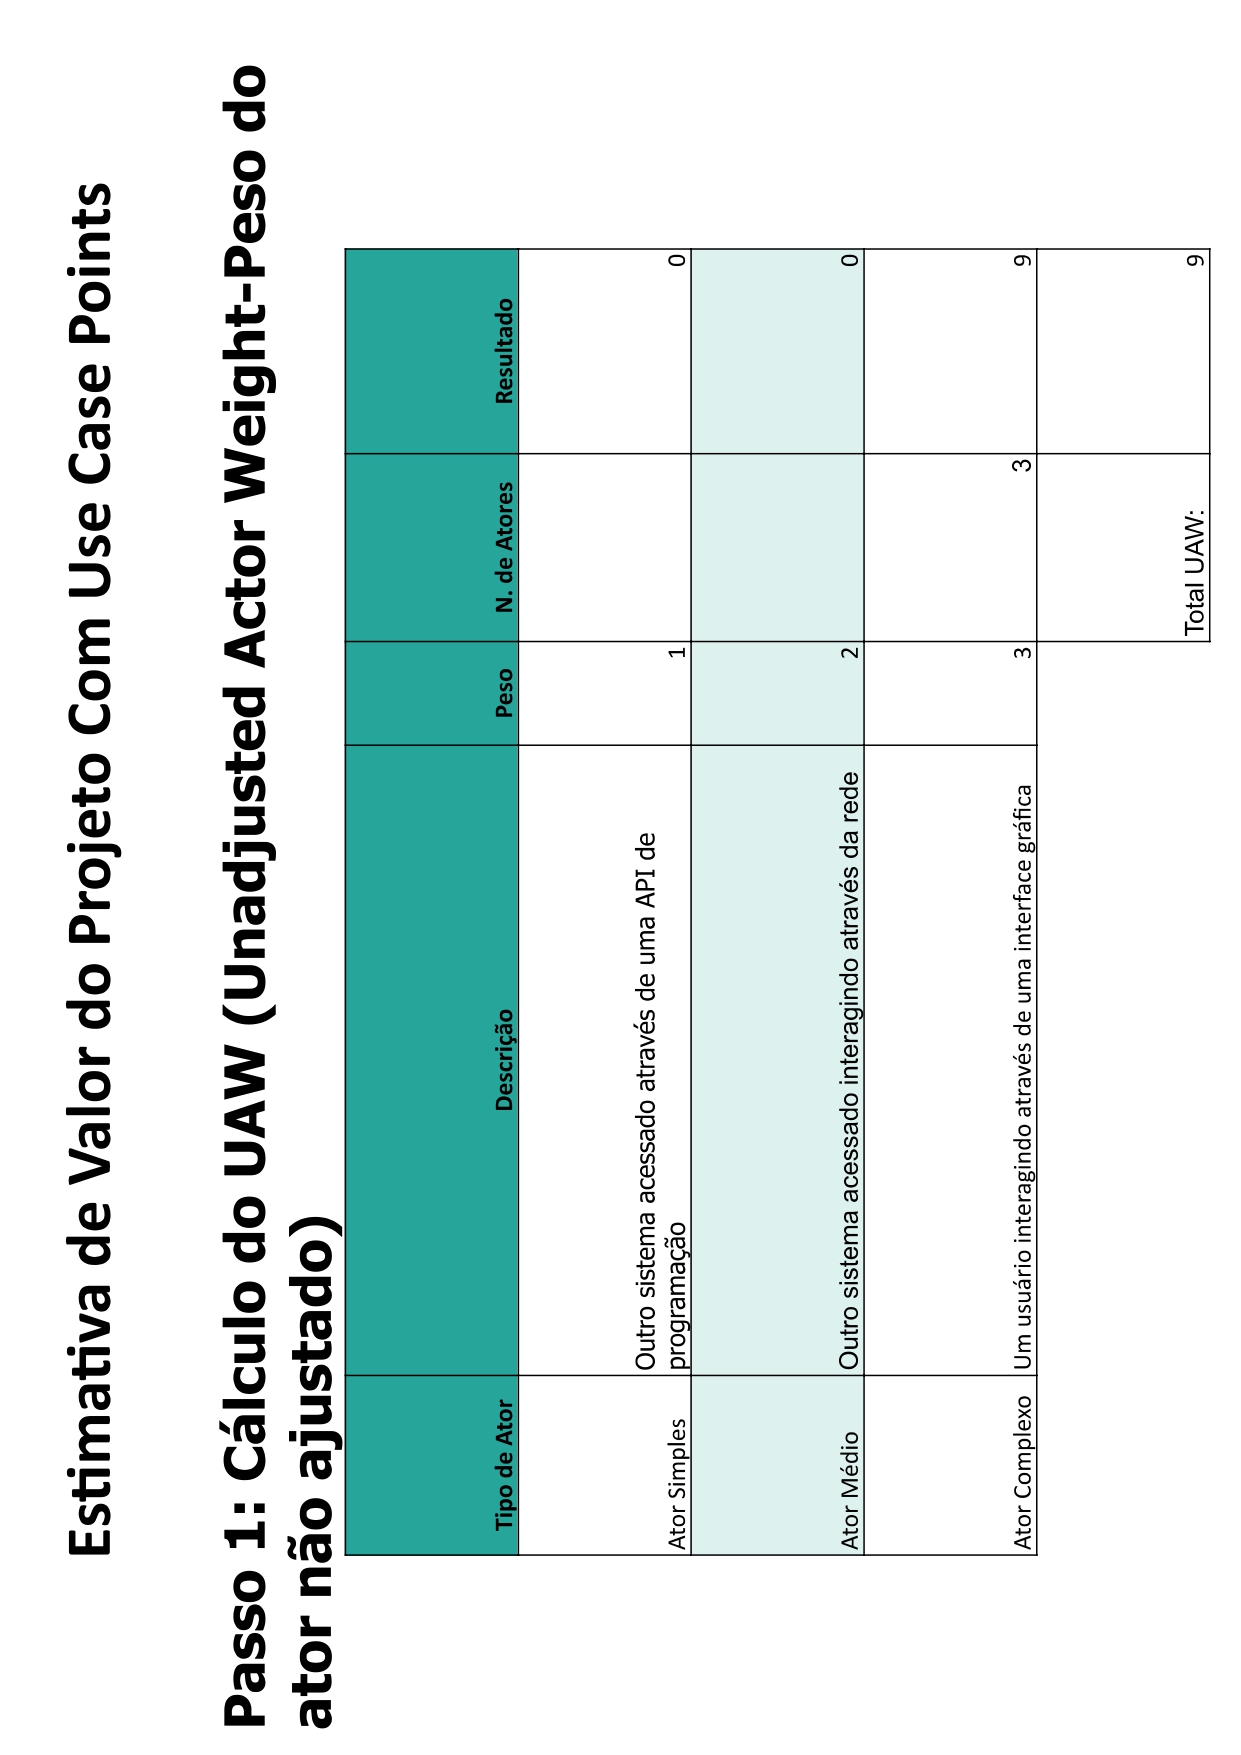 Estimativa de Valor do Projeto Com Use Case Points
Passo 1: Cálculo do UAW (Unadjusted Actor Weight-Peso do
ator não ajustado)
Tipo de Ator Descrição Peso N. de Atores Resultado
Outro sistema acessado através de uma API de
Ator Simples programação 1 0
Ator Médio Outro sistema acessado interagindo através da rede 2 0
Ator Complexo Um usuário interagindo através de uma interface gráfica 3 3 9
Total UAW: 9